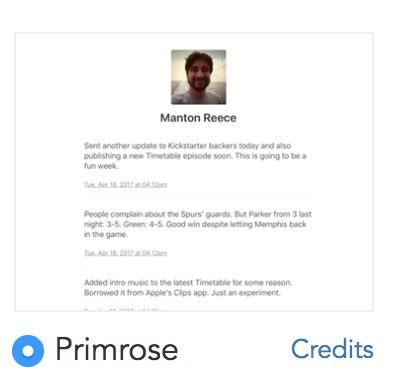 Manton Reece
Sent another update to Kickstarter backers today and also
publishing a new Timetable episode soon. This is going to be a
fun week.
Tue, Apr 18, 2017 at 04:12pm
People complain about the Spurs' guards. But Parker from 3 last
night: 3-5. Green: 4-5. Good win despite letting Memphis back
in the game.
Tue, Apr 18, 2017 at 04:12pm
Added intro music to the latest Timetable for some reason.
Borrowed it from Apple's Clips app. Just an experiment.
Primrose
Credits